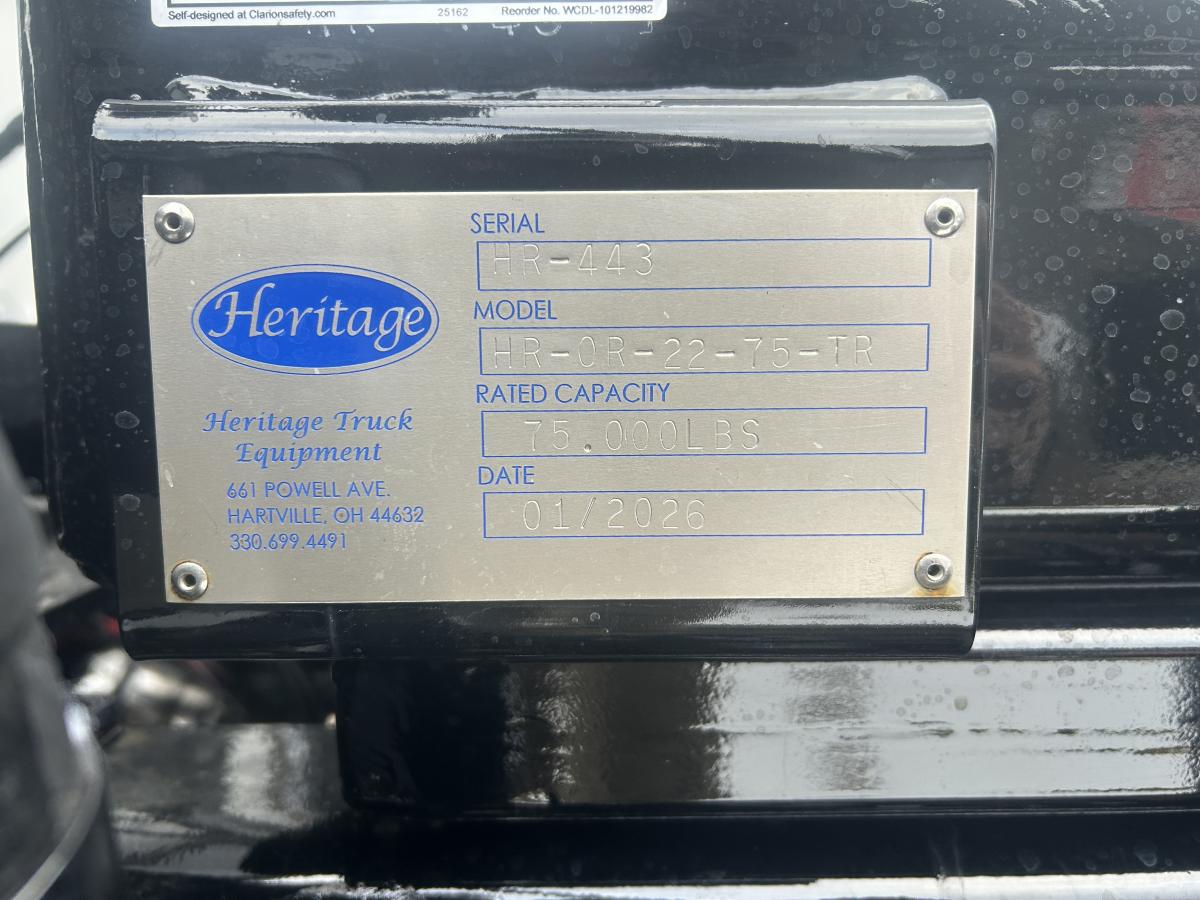 Self-designed at Clarionsafety.com 25162 Reorder No. WCDL-101219982
Heritage
Heritage Truck
Equipment
661 POWELL AVE.
HARTVILLE, OH 44632
330.699.4491
SERIAL
HR-443
MODEL
HR-OR-22-75-TR
RATED CAPACITY
75.000LBS
DATE
01/2026